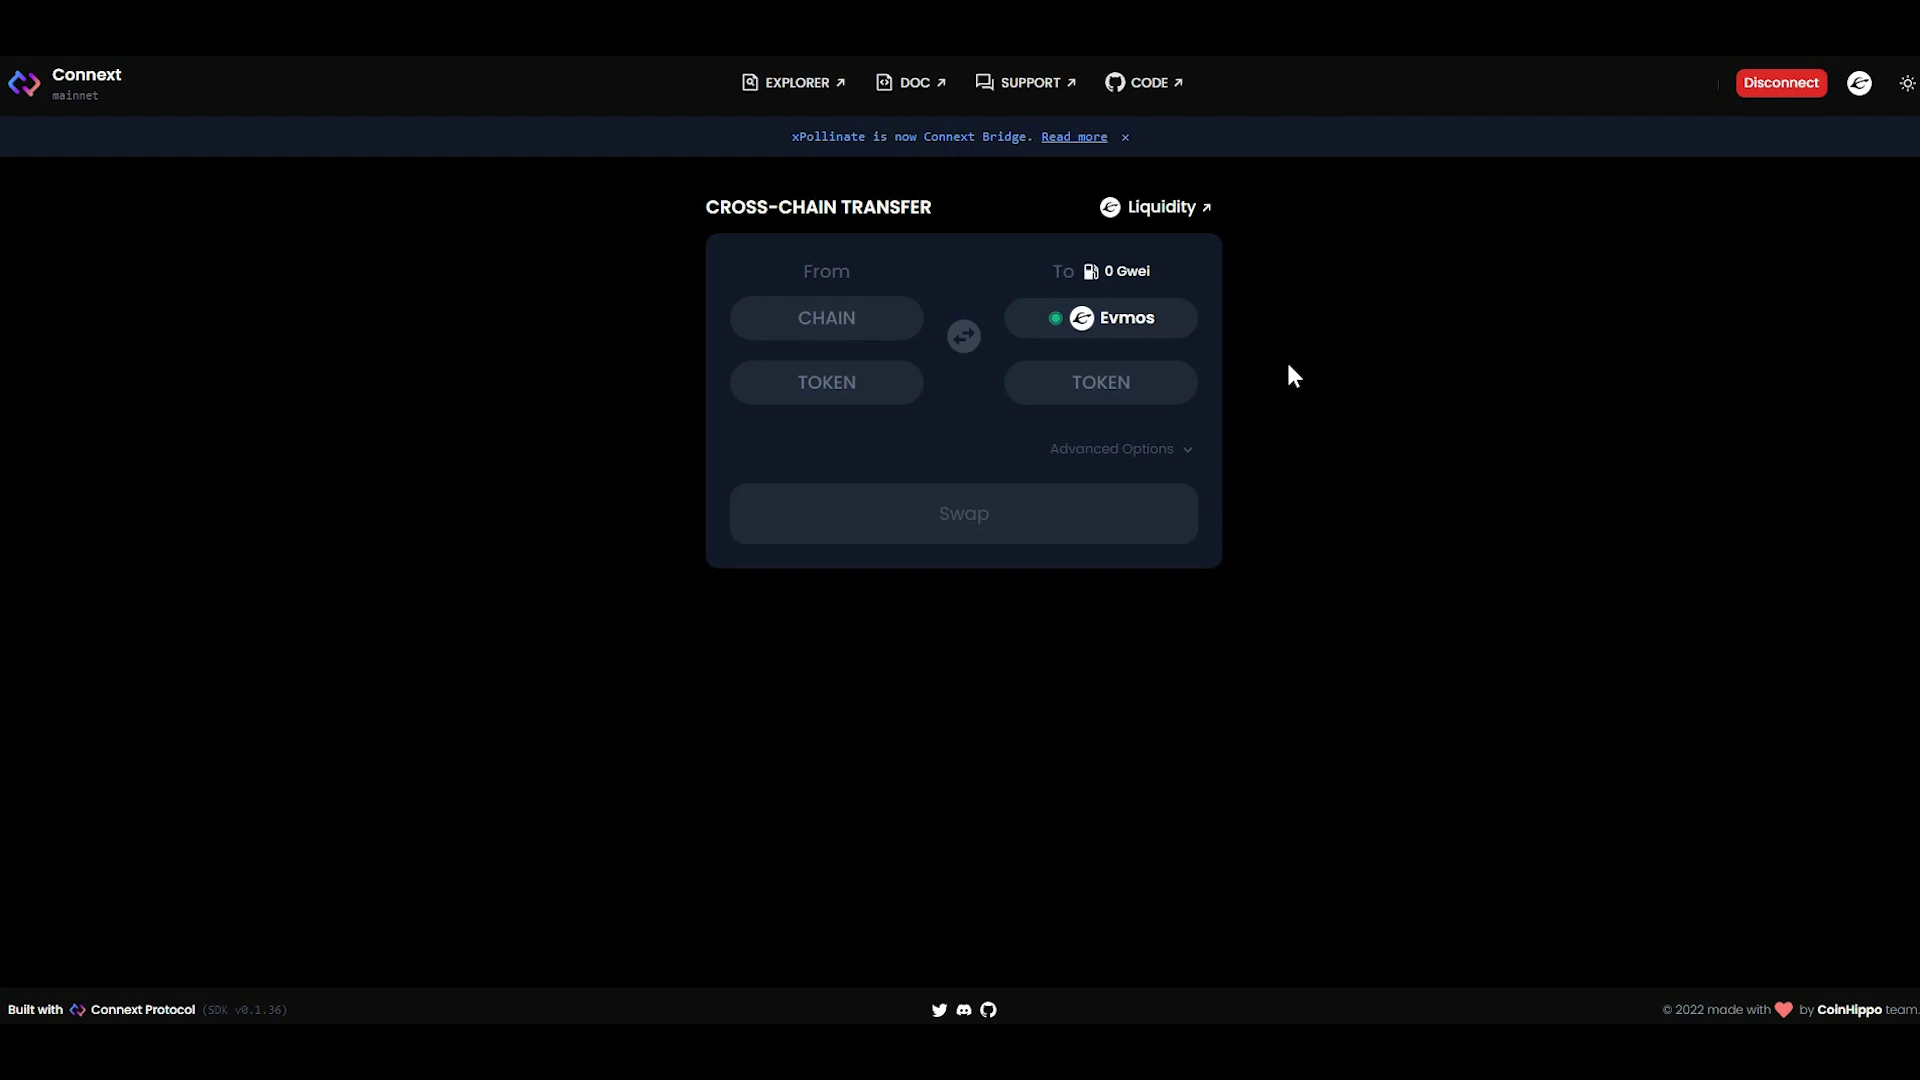 Connext
mainnet
EXPLORER DOC SUPPORT CODE
Disconnect
xPollinate is now Connext Bridge. Read more ×
CROSS-CHAIN TRANSFER
Liquidity
From
To 0 Gwei
CHAIN
Evmos
TOKEN
TOKEN
Advanced Options
Swap
Built with Connext Protocol (SDK v0.1.36)
© 2022 made with by CoinHippo team.